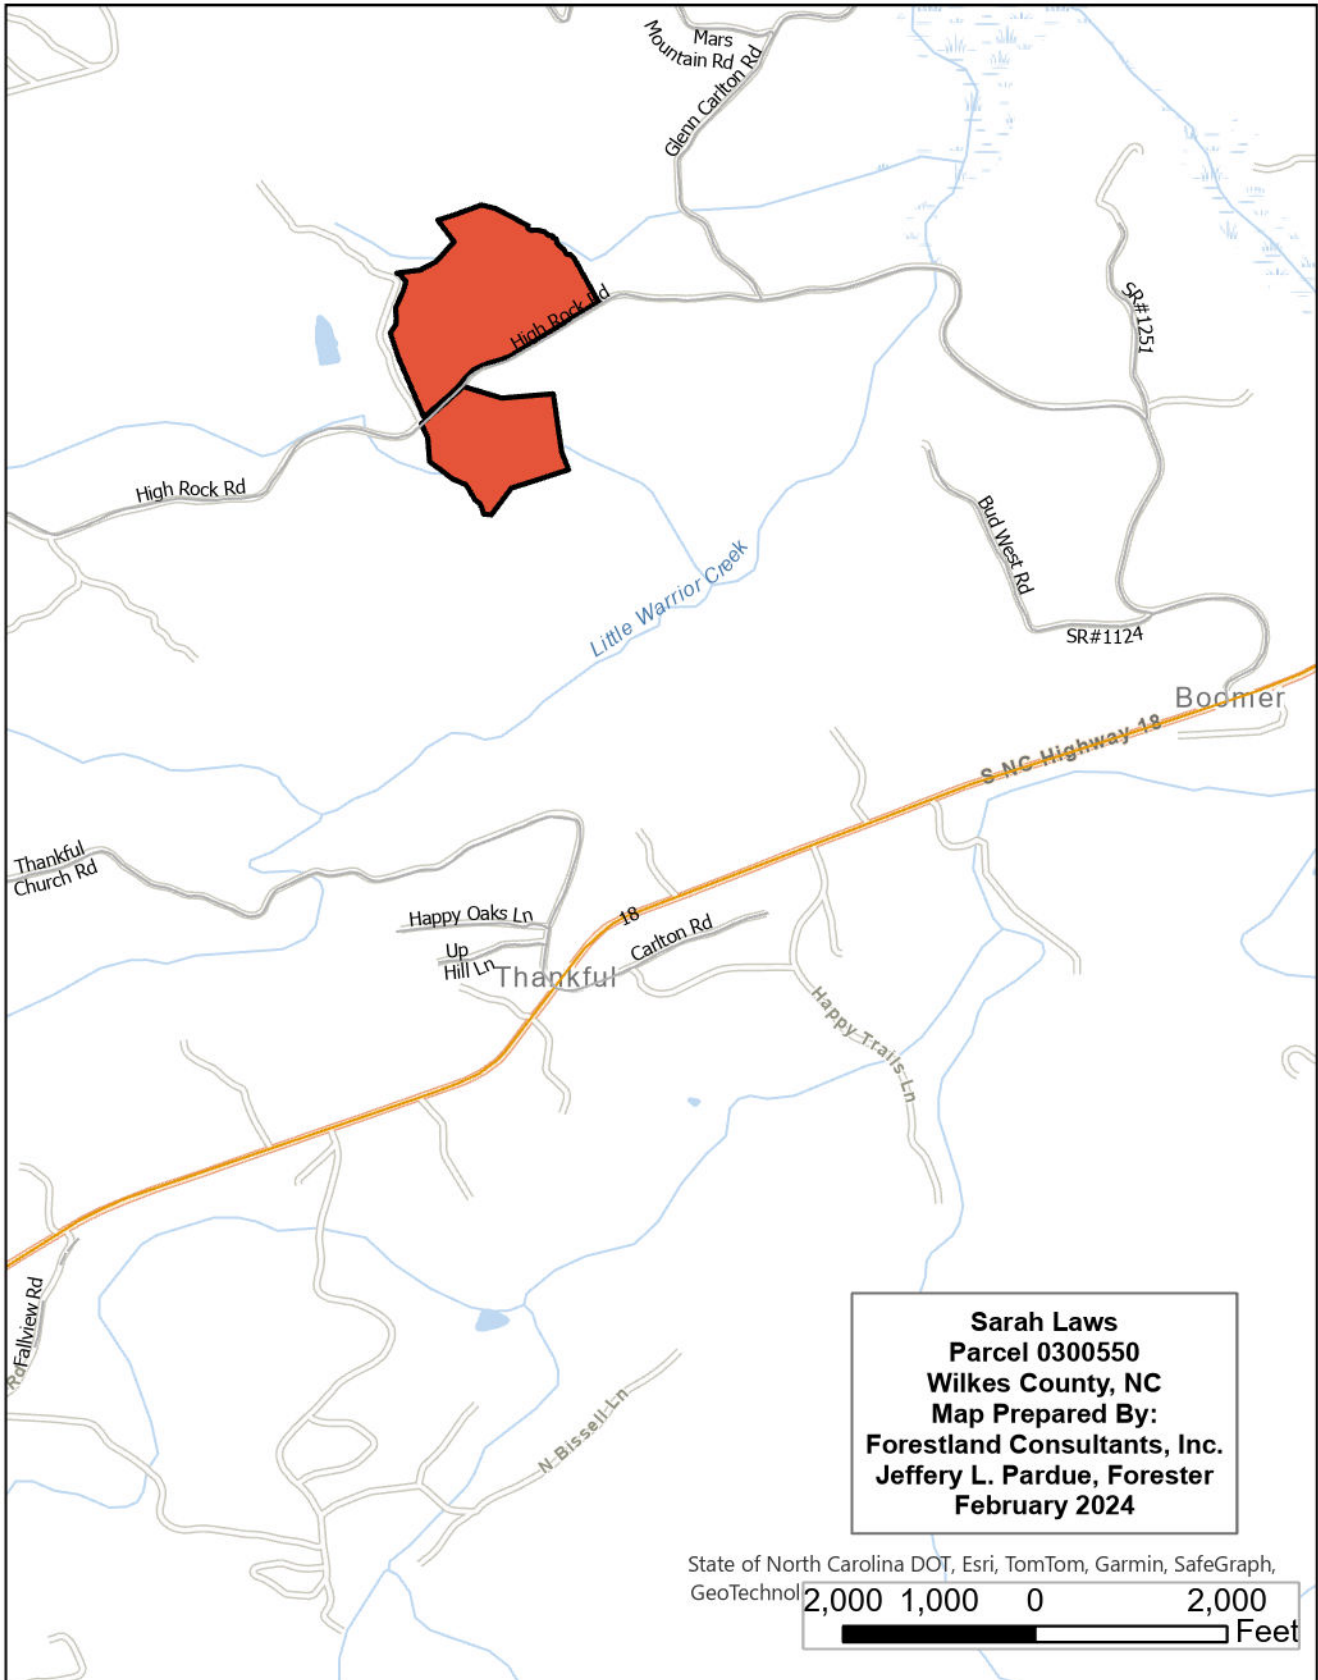 Mars
Mountain Rd
Glenn Carlton Rd
SR#1251
High Rock Rd
High Rock Rd
Bud West Rd
Little Warrior Creek
SR#1124
Boomer
S NC Highway 18
Thankful
Church Rd
Happy Oaks Ln
18
Carlton Rd
Up
Hill Ln
Thankful
Happy Trails Ln
Fallview Rd
Rd
N Bissell Ln
Sarah Laws
Parcel 0300550
Wilkes County, NC
Map Prepared By:
Forestland Consultants, Inc.
Jeffery L. Pardue, Forester
February 2024
State of North Carolina DOT, Esri, TomTom, Garmin, SafeGraph,
GeoTechnol
2,000 1,000 0 2,000
Feet